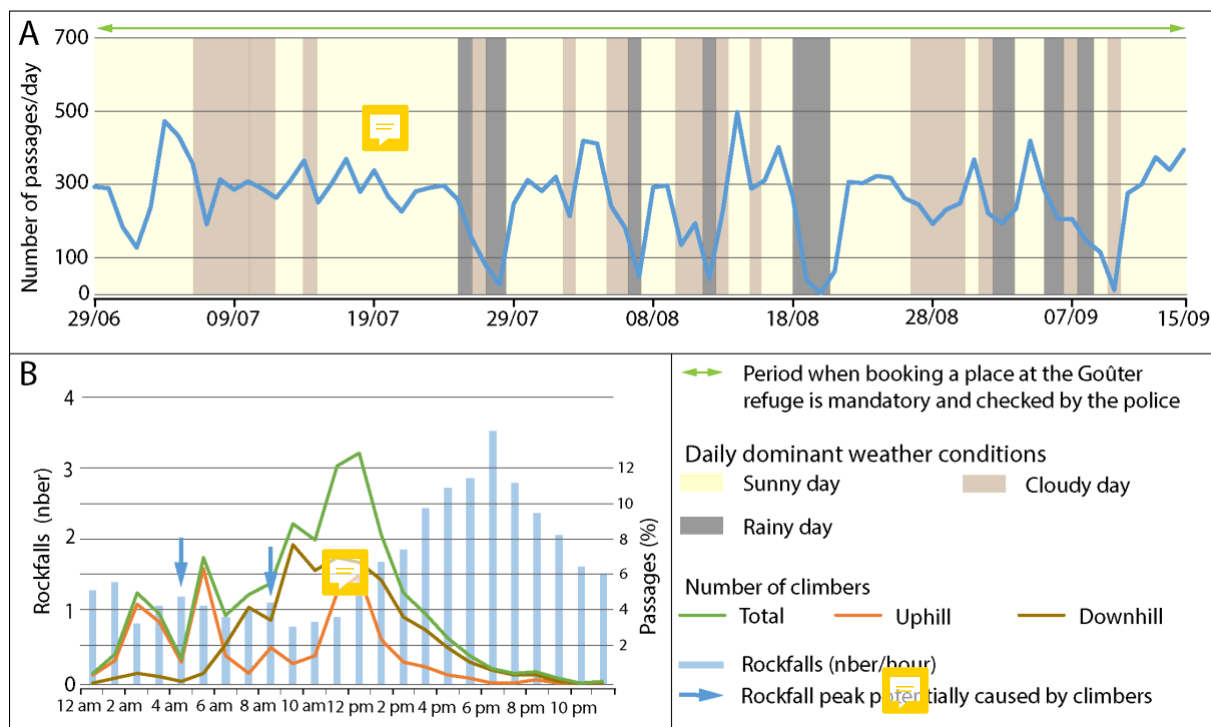 A
700
500
300
100
0
Number of passages/day
29/06 09/07 19/07 29/07 08/08 18/08 28/08 07/09 15/09
B
4
3
2
1
0
Rockfalls (nber)
12
10
8
6
4
2
Passages (%)
12 am 2 am 4 am 6 am 8 am 10 am 12 pm 2 pm 4 pm 6 pm 8 pm 10 pm
Period when booking a place at the Goûter
refuge is mandatory and checked by the police
Daily dominant weather conditions
Sunny day
Cloudy day
Rainy day
Number of climbers
Total
Uphill
Downhill
Rockfalls (nber/hour)
Rockfall peak potentially caused by climbers